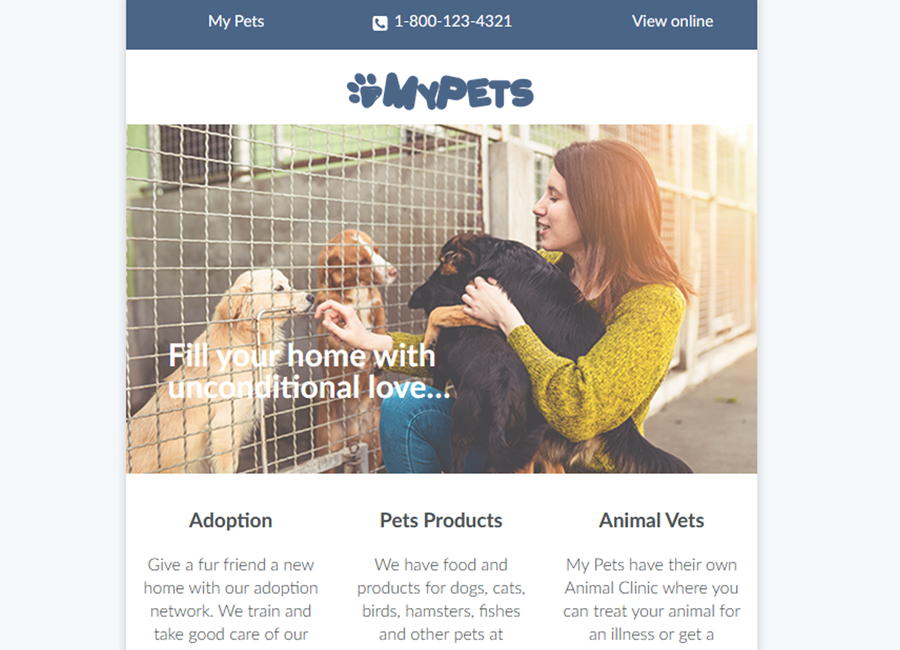 My Pets
1-800-123-4321
View online
MyPets
Fill your home with
unconditional love...
Adoption
Give a fur friend a new
home with our adoption
network. We train and
take good care of our
Pets Products
We have food and
products for dogs, cats,
birds, hamsters, fishes
and other pets at
Animal Vets
My Pets have their own
Animal Clinic where you
can treat your animal for
an illness or get a